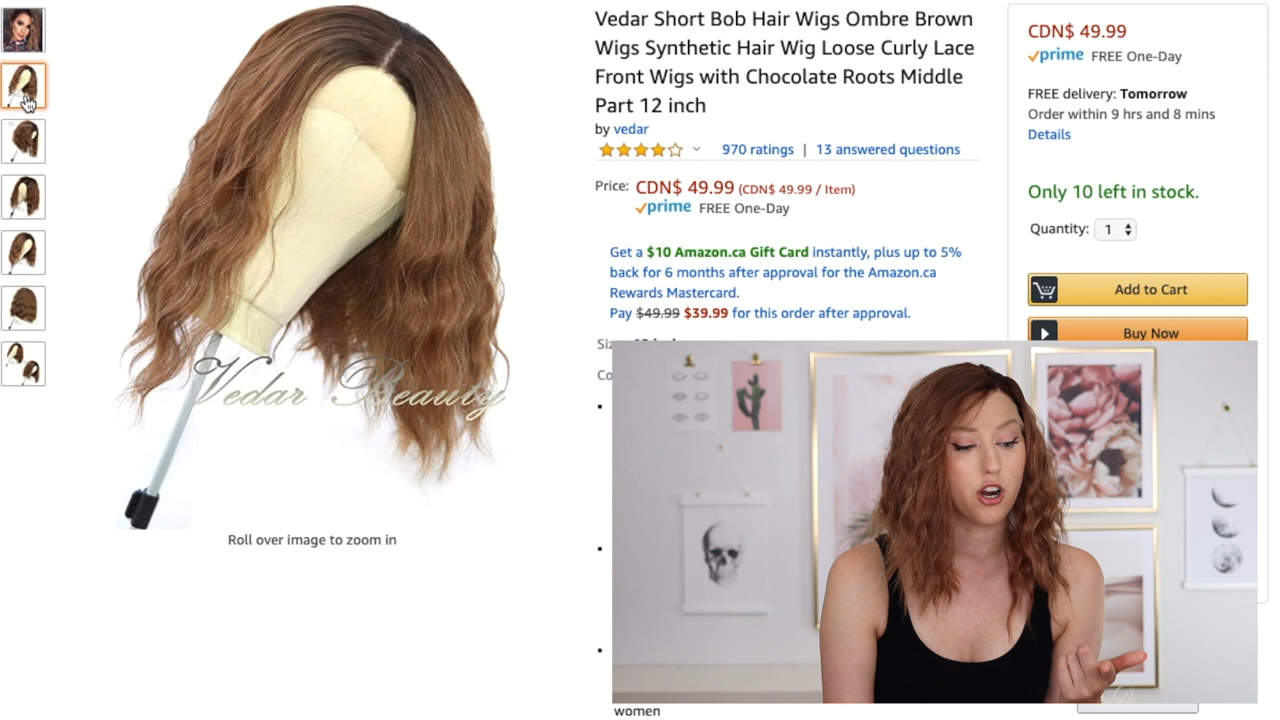 Vedar Short Bob Hair Wigs Ombre Brown
Wigs Synthetic Hair Wig Loose Curly Lace
Front Wigs with Chocolate Roots Middle
Part 12 inch
by vedar
970 ratings | 13 answered questions
Price: CDN$ 49.99 (CDN$ 49.99 / Item)
prime FREE One-Day
Get a $10 Amazon.ca Gift Card instantly, plus up to 5%
back for 6 months after approval for the Amazon.ca
Rewards Mastercard.
Pay $49.99 $39.99 for this order after approval.
Co
women
Vedar Beauty
Roll over image to zoom in
CDN$ 49.99
prime FREE One-Day
FREE delivery: Tomorrow
Order within 9 hrs and 8 mins
Details
Only 10 left in stock.
Quantity: 1
Add to Cart
Buy Now